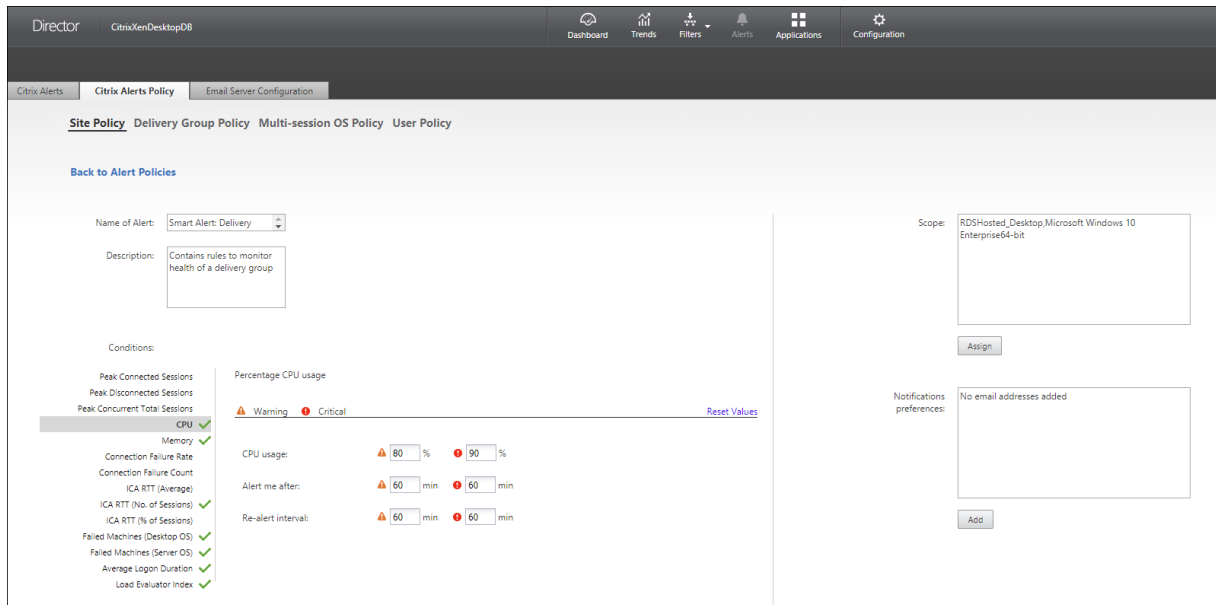 Director CitrixXenDesktopDB
Dashboard Trends Filters Alerts Applications Configuration
Citrix Alerts Citrix Alerts Policy Email Server Configuration
Site Policy Delivery Group Policy Multi-session OS Policy User Policy
Back to Alert Policies
Name of Alert: Smart Alert: Delivery
Description: Contains rules to monitor
health of a delivery group
Scope: RDSHosted_Desktop,Microsoft Windows 10
Enterprise64-bit
Assign
Notifications
preferences: No email addresses added
Add
Conditions:
Peak Connected Sessions
Peak Disconnected Sessions
Peak Concurrent Total Sessions
CPU
Memory
Connection Failure Rate
Connection Failure Count
ICA RTT (Average)
ICA RTT (No. of Sessions)
ICA RTT (% of Sessions)
Failed Machines (Desktop OS)
Failed Machines (Server OS)
Average Logon Duration
Load Evaluator Index
Percentage CPU usage
Warning Critical Reset Values
CPU usage: 80 % 90 %
Alert me after: 60 min 60 min
Re-alert interval: 60 min 60 min